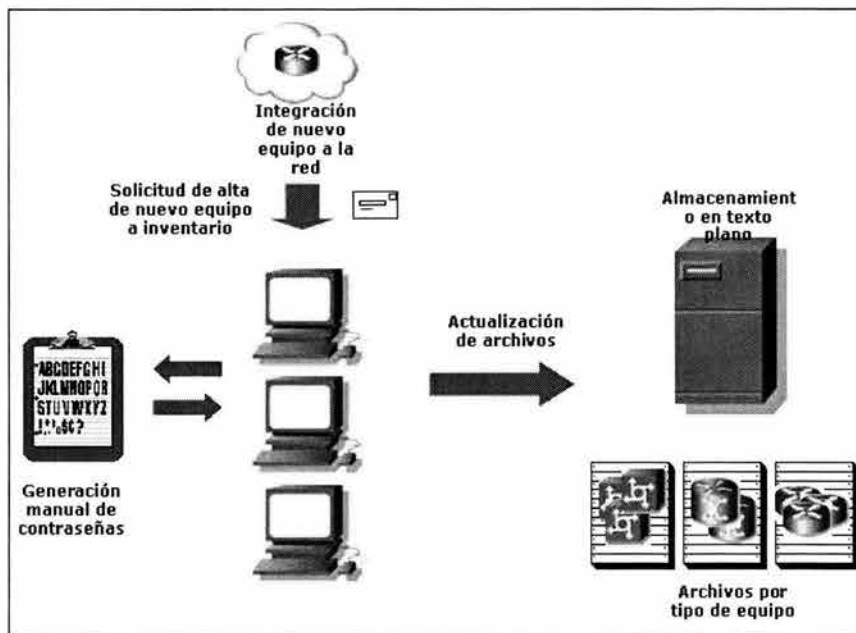 Integración
de nuevo
equipo a la
red
Solicitud de alta
de nuevo equipo
a inventario
Almacenamient
o en texto
plano
Actualización
de archivos
ABCDEFGHI
JKLMNOPQR
STUVWXYZ
Generación
manual de
contraseñas
Archivos por
tipo de equipo